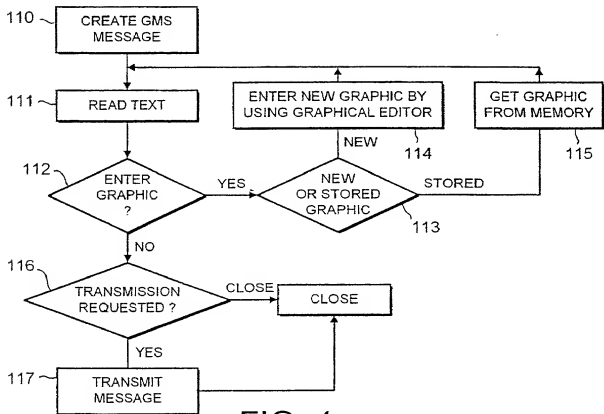 110
CREATE GMS
MESSAGE
111
READ TEXT
ENTER NEW GRAPHIC BY
USING GRAPHICAL EDITOR
114
GET GRAPHIC
FROM MEMORY
115
NEW
112
ENTER
GRAPHIC
?
YES
NEW
OR STORED
GRAPHIC
113
STORED
NO
116
TRANSMISSION
REQUESTED ?
CLOSE
CLOSE
YES
117
TRANSMIT
MESSAGE